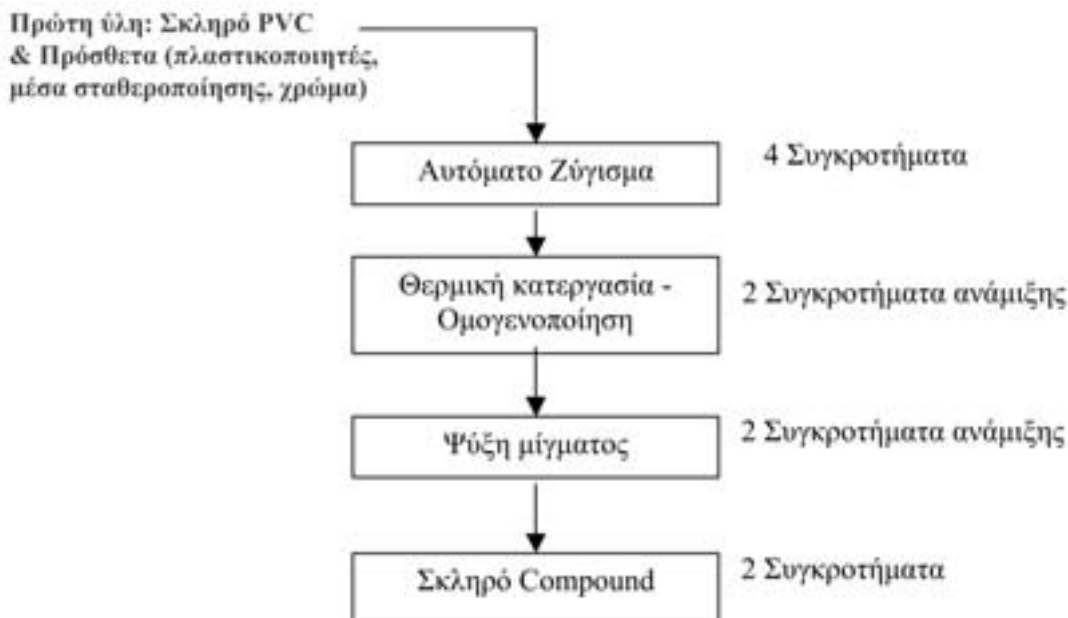 Πρώτη ύλη: Σκληρό PVC
& Πρόσθετα (πλαστικοποιητές,
μέσα σταθεροποίησης, χρώμα)
Αυτόματο Ζύγισμα
4 Συγκροτήματα
Θερμική κατεργασία -
Ομογενοποίηση
2 Συγκροτήματα ανάμιξης
Ψύξη μίγματος
2 Συγκροτήματα ανάμιξης
Σκληρό Compound
2 Συγκροτήματα